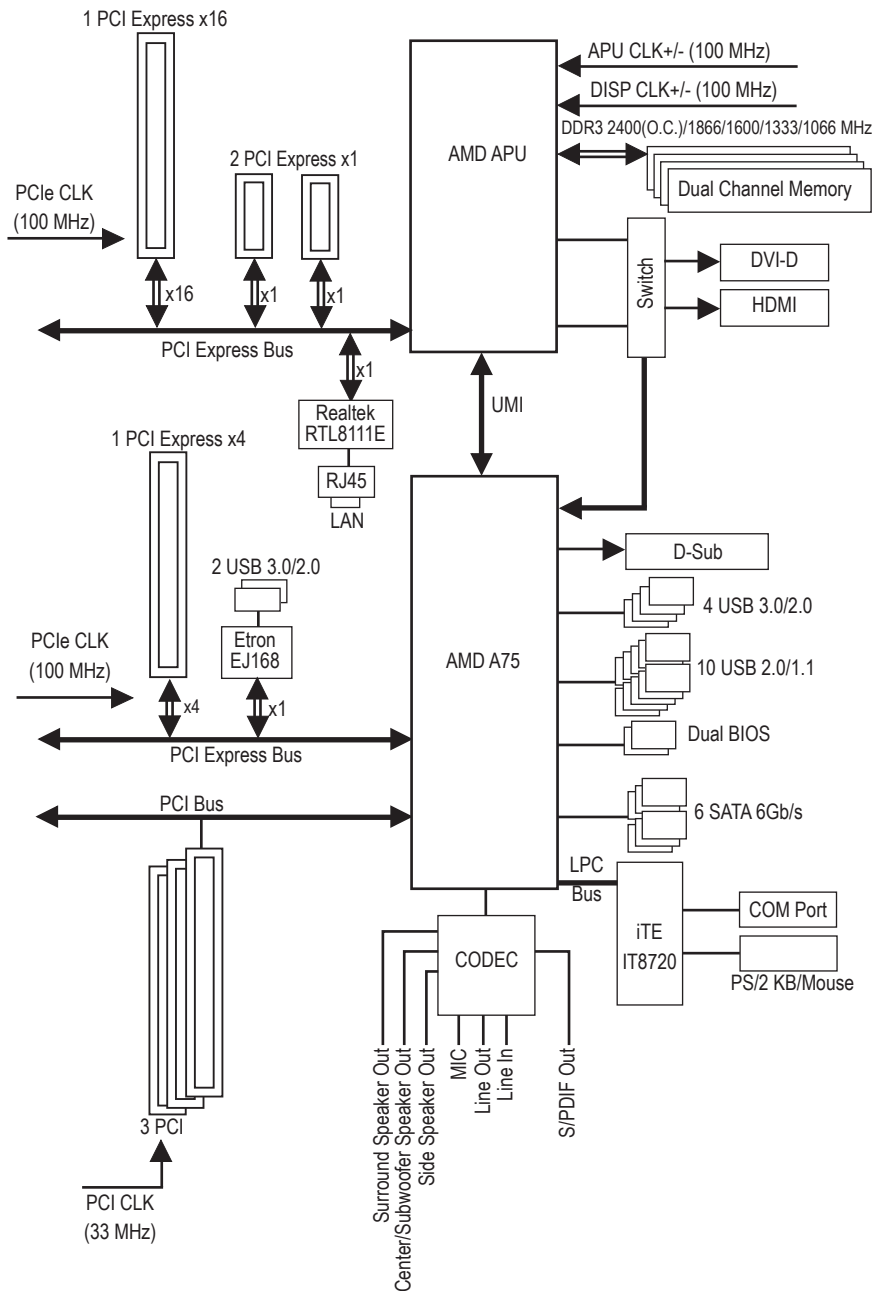 1 PCI Express x16
2 PCI Express x1
PCIe CLK
(100 MHz)
x16
x1
x1
PCI Express Bus
x1
Realtek
RTL8111E
RJ45
LAN
AMD APU
APU CLK+/- (100 MHz)
DISP CLK+/- (100 MHz)
DDR3 2400(O.C.)/1866/1600/1333/1066 MHz
Dual Channel Memory
Switch
DVI-D
HDMI
UMI
1 PCI Express x4
2 USB 3.0/2.0
Etron
EJ168
PCIe CLK
(100 MHz)
x4
x1
PCI Express Bus
PCI Bus
AMD A75
D-Sub
4 USB 3.0/2.0
10 USB 2.0/1.1
Dual BIOS
6 SATA 6Gb/s
LPC
Bus
iTE
IT8720
COM Port
PS/2 KB/Mouse
CODEC
Surround Speaker Out
Center/Subwoofer Speaker Out
Side Speaker Out
MIC
Line Out
Line In
S/PDIF Out
3 PCI
PCI CLK
(33 MHz)